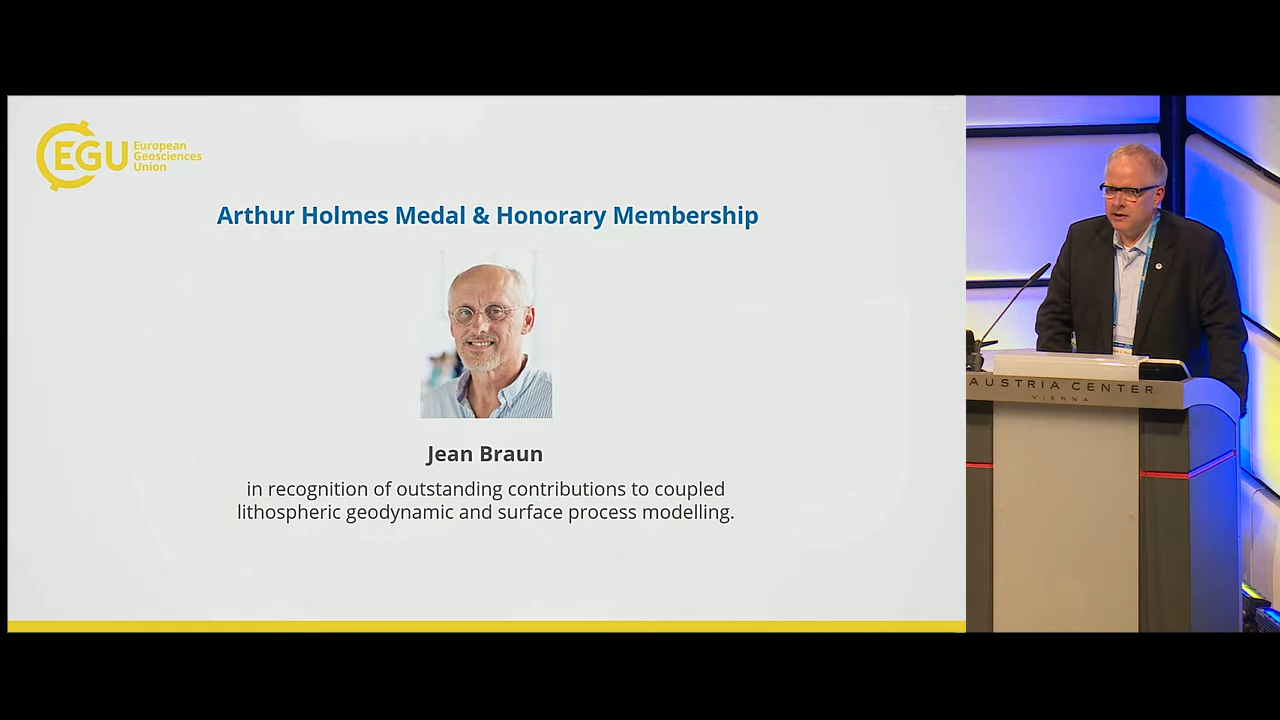 EGU
European
Geosciences
Union
Arthur Holmes Medal & Honorary Membership
Jean Braun
in recognition of outstanding contributions to coupled
lithospheric geodynamic and surface process modelling.
AUSTRIA CENTER
VIENNA